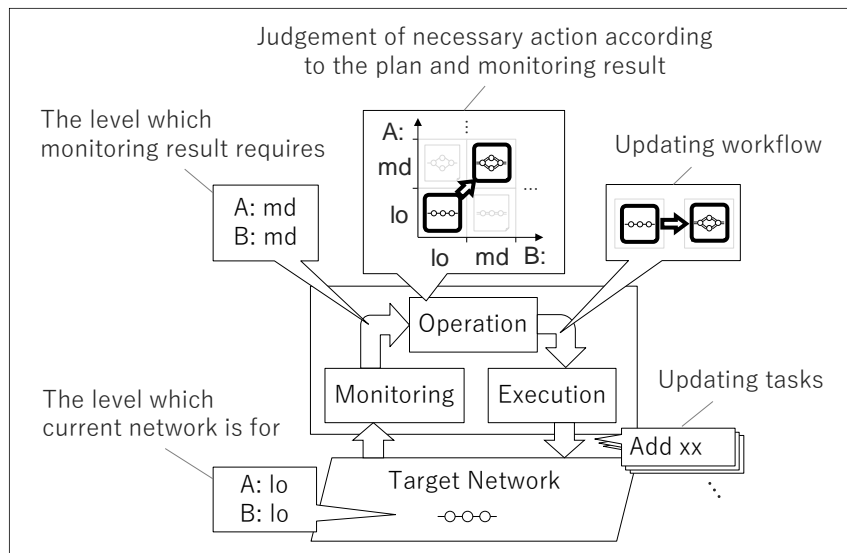 Judgement of necessary action according
to the plan and monitoring result
The level which
monitoring result requires
A: md
B: md
A:
⋮
md
lo
...
lo
md
B:
Updating workflow
Operation
Monitoring
Execution
Updating tasks
Add xx
⋱
The level which
current network is for
A: lo
B: lo
Target Network